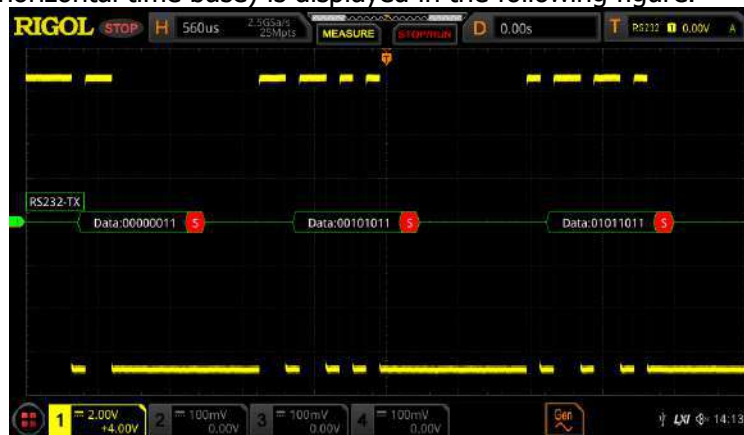 horizontal time base) is displayed in the following figure.
RIGOL STOP H 560us 2.5GSa/s 25Mpts MEASURE STOP/RUN D 0.00s T RS232 1 0.00V A
T
RS232-TX
Data:00000011 S Data:00101011 S Data:01011011 S
1 2.00V +4.00V 2 100mV 0.00V 3 100mV 0.00V 4 100mV 0.00V Gen LXI 14:13